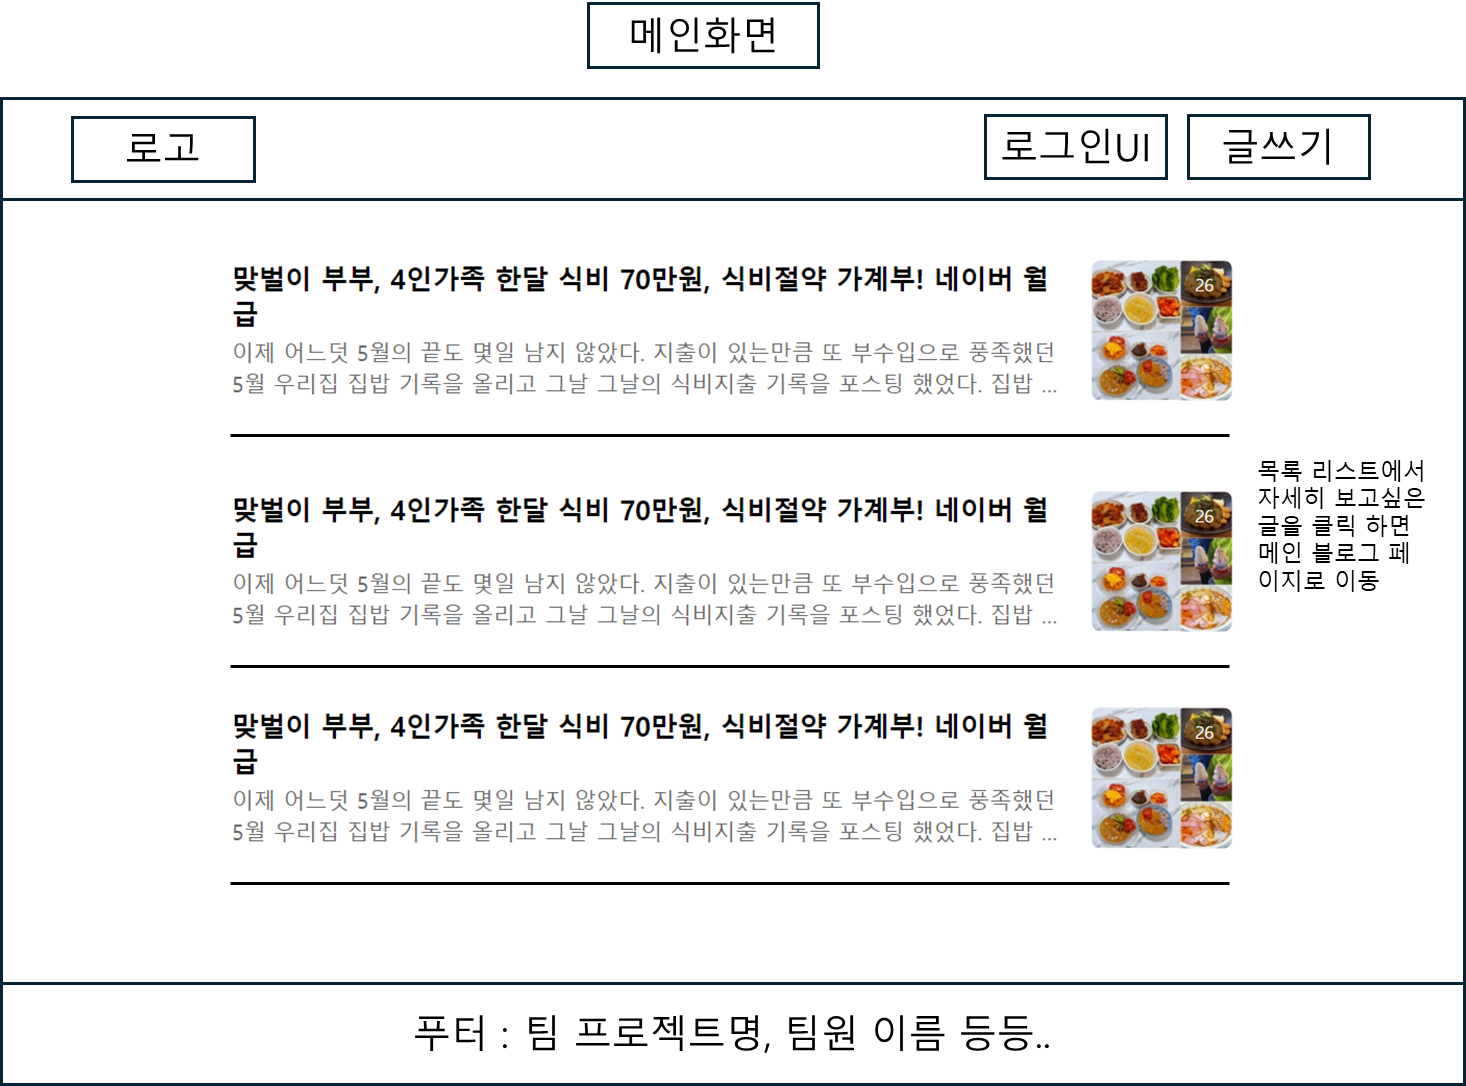 메인화면
로고
로그인UI
글쓰기
맞벌이 부부, 4인가족 한달 식비 70만원, 식비절약 가계부! 네이버 월
급
이제 어느덧 5월의 끝도 몇일 남지 않았다. 지출이 있는만큼 또 부수입으로 풍족했던
5월 우리집 집밥 기록을 올리고 그날 그날의 식비지출 기록을 포스팅 했었다. 집밥 ...
26
맞벌이 부부, 4인가족 한달 식비 70만원, 식비절약 가계부! 네이버 월
급
이제 어느덧 5월의 끝도 몇일 남지 않았다. 지출이 있는만큼 또 부수입으로 풍족했던
5월 우리집 집밥 기록을 올리고 그날 그날의 식비지출 기록을 포스팅 했었다. 집밥 ...
26
목록 리스트에서
자세히 보고싶은
글을 클릭 하면
메인 블로그 페
이지로 이동
맞벌이 부부, 4인가족 한달 식비 70만원, 식비절약 가계부! 네이버 월
급
이제 어느덧 5월의 끝도 몇일 남지 않았다. 지출이 있는만큼 또 부수입으로 풍족했던
5월 우리집 집밥 기록을 올리고 그날 그날의 식비지출 기록을 포스팅 했었다. 집밥 ...
26
푸터 : 팀 프로젝트명, 팀원 이름 등등..